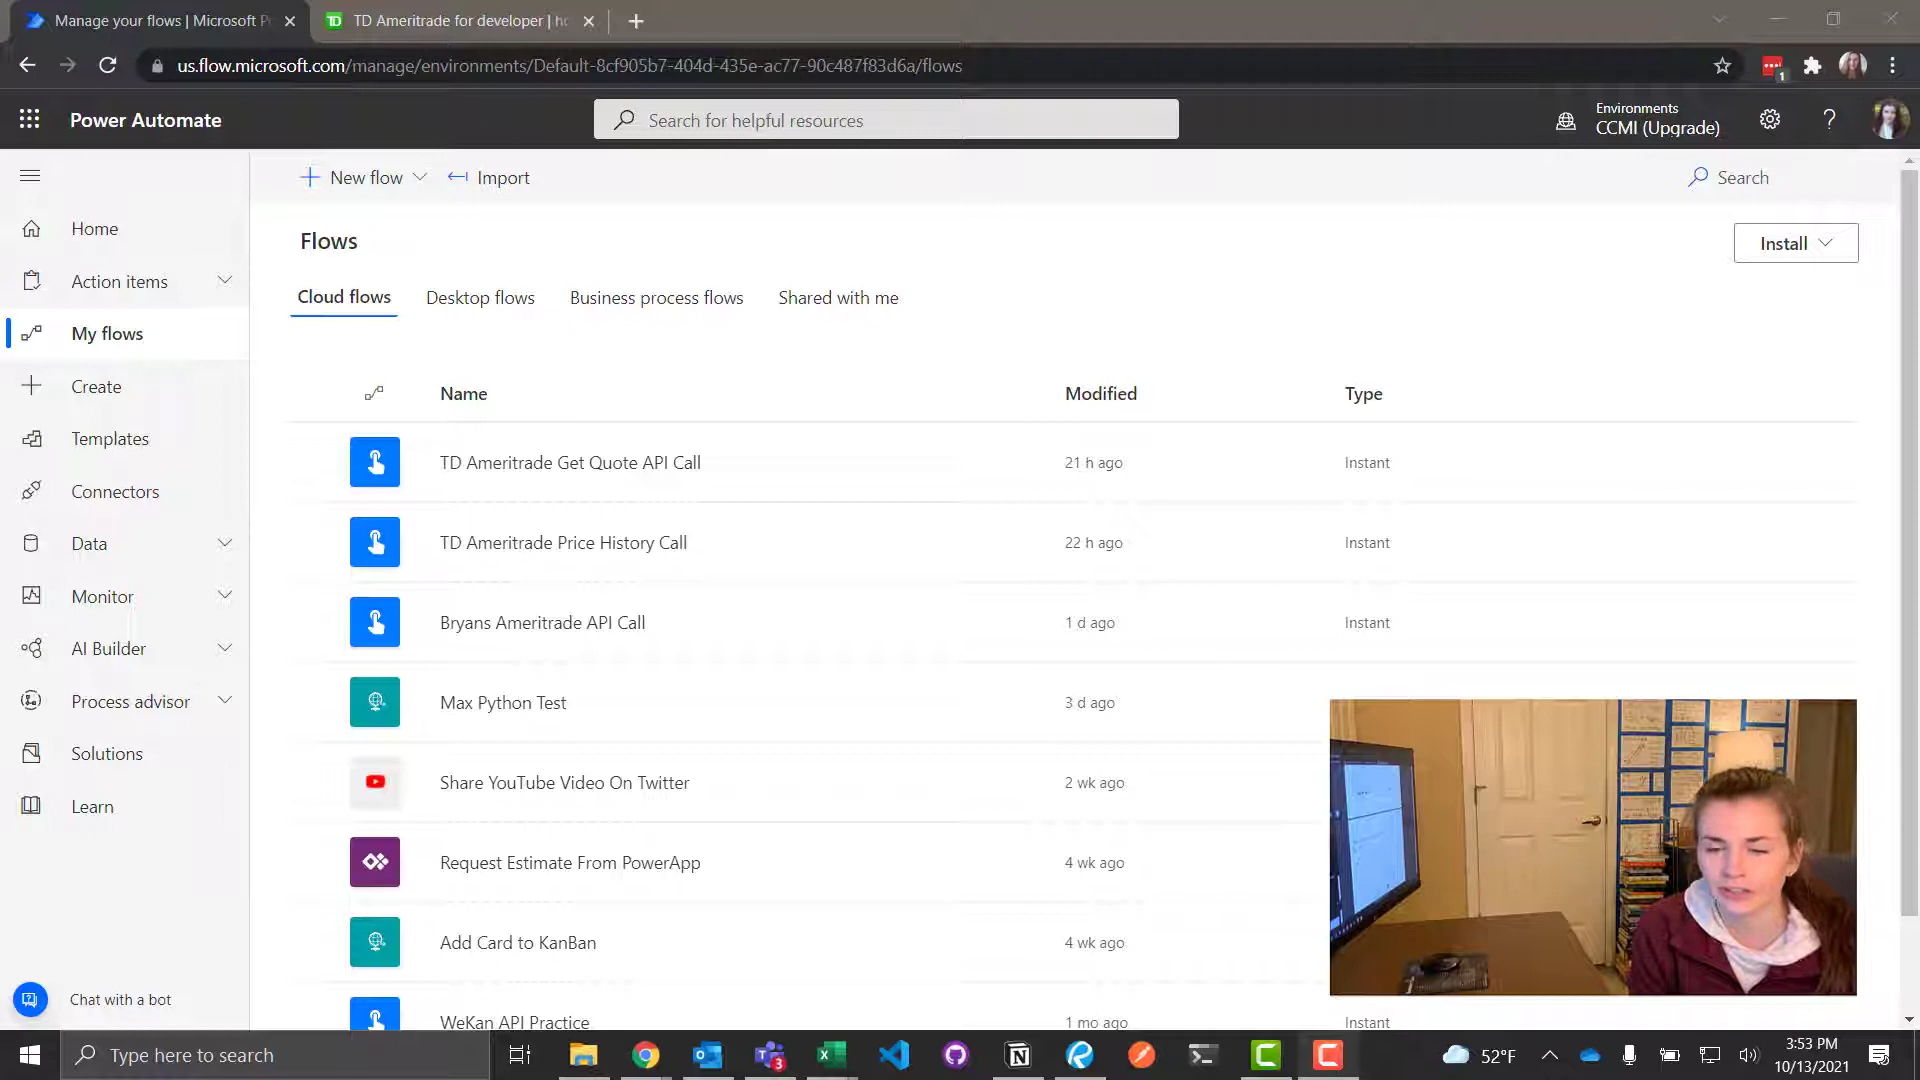 Manage your flows | Microsoft P
TD Ameritrade for developer | ho
us.flow.microsoft.com/manage/environments/Default-8cf905b7-404d-435e-ac77-90c487f83d6a/flows
1
Power Automate
Search for helpful resources
Environments
CCMI (Upgrade)
?
New flow
Import
Search
Home
Action items
My flows
Create
Templates
Connectors
Data
Monitor
AI Builder
Process advisor
Solutions
Learn
Chat with a bot
Flows
Install
Cloud flows
Desktop flows
Business process flows
Shared with me
Name
Modified
Type
TD Ameritrade Get Quote API Call
21 h ago
Instant
TD Ameritrade Price History Call
22 h ago
Instant
Bryans Ameritrade API Call
1 d ago
Instant
Max Python Test
3 d ago
Share YouTube Video On Twitter
2 wk ago
Request Estimate From PowerApp
4 wk ago
Add Card to KanBan
4 wk ago
WeKan API Practice
1 mo ago
Instant
Type here to search
3
52°F
3:53 PM
10/13/2021